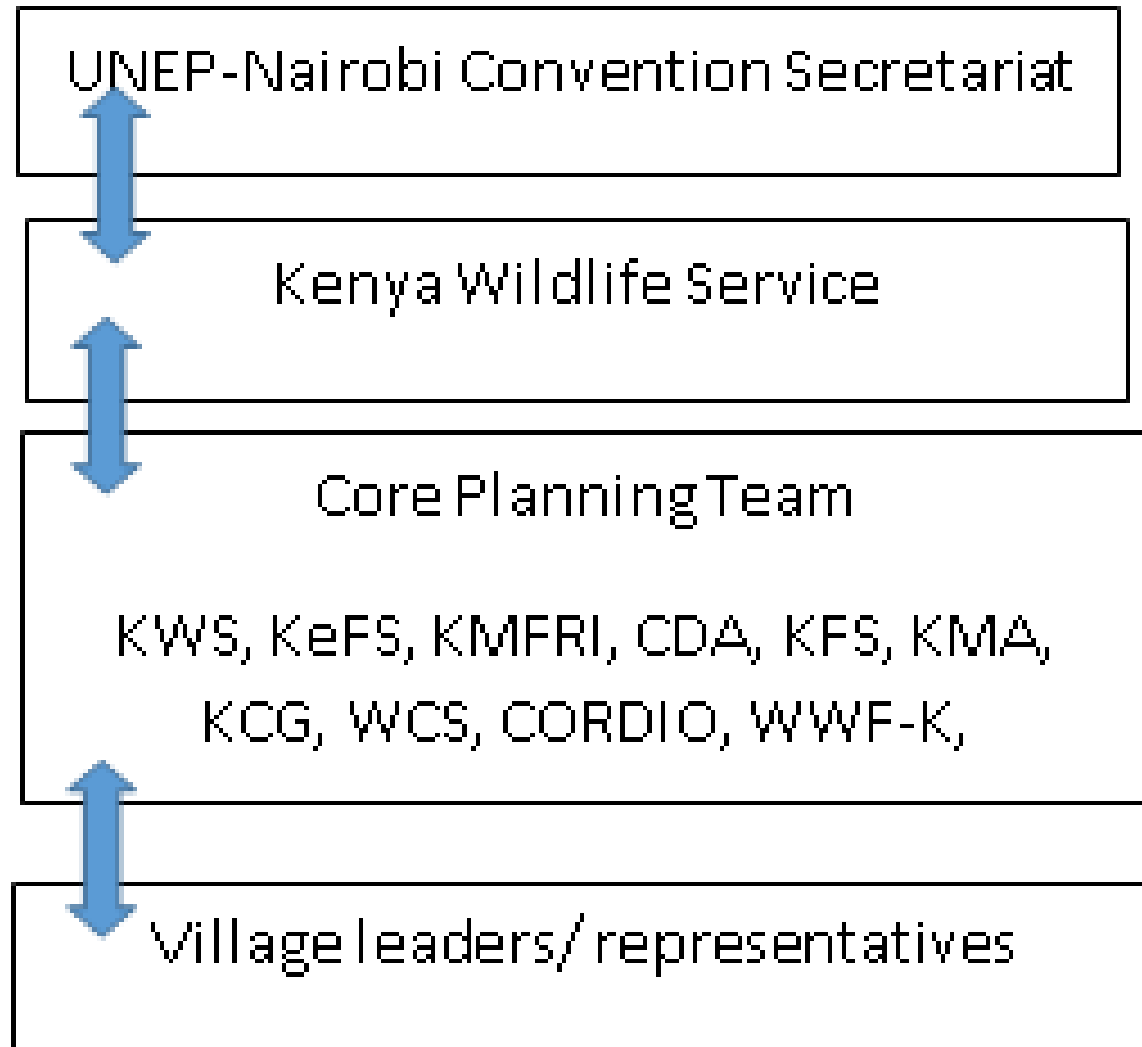 UNEP-Nairobi Convention Secretariat
Kenya Wildlife Service
Core Planning Team
KWS, KeFS, KMFRI, CDA, KFS, KMA,
KCG, WCS, CORDIO, WWF-K,
Village leaders/ representatives